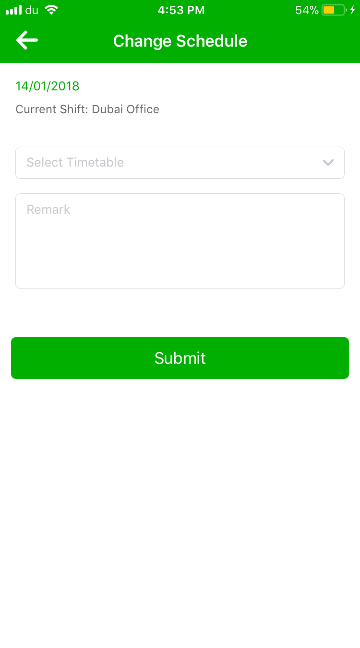 du 4:53 PM 54%
Change Schedule
14/01/2018
Current Shift: Dubai Office
Select Timetable
Remark
Submit